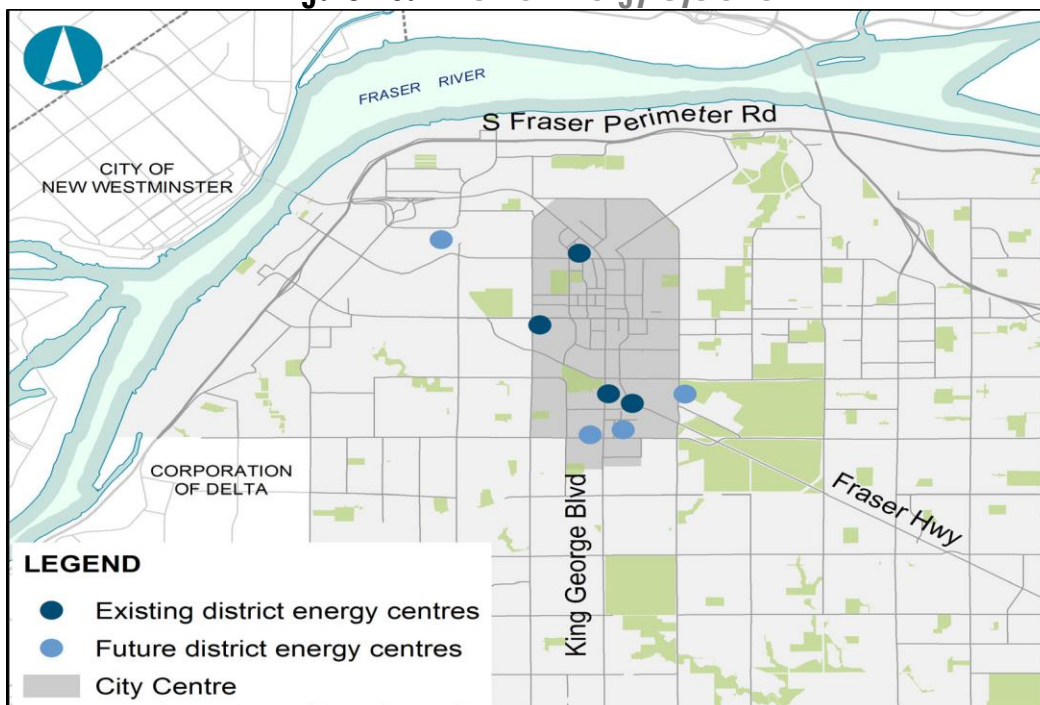 FRASER RIVER
S Fraser Perimeter Rd
CITY OF
NEW WESTMINSTER
CORPORATION
OF DELTA
King George Blvd
Fraser Hwy
LEGEND
Existing district energy centres
Future district energy centres
City Centre